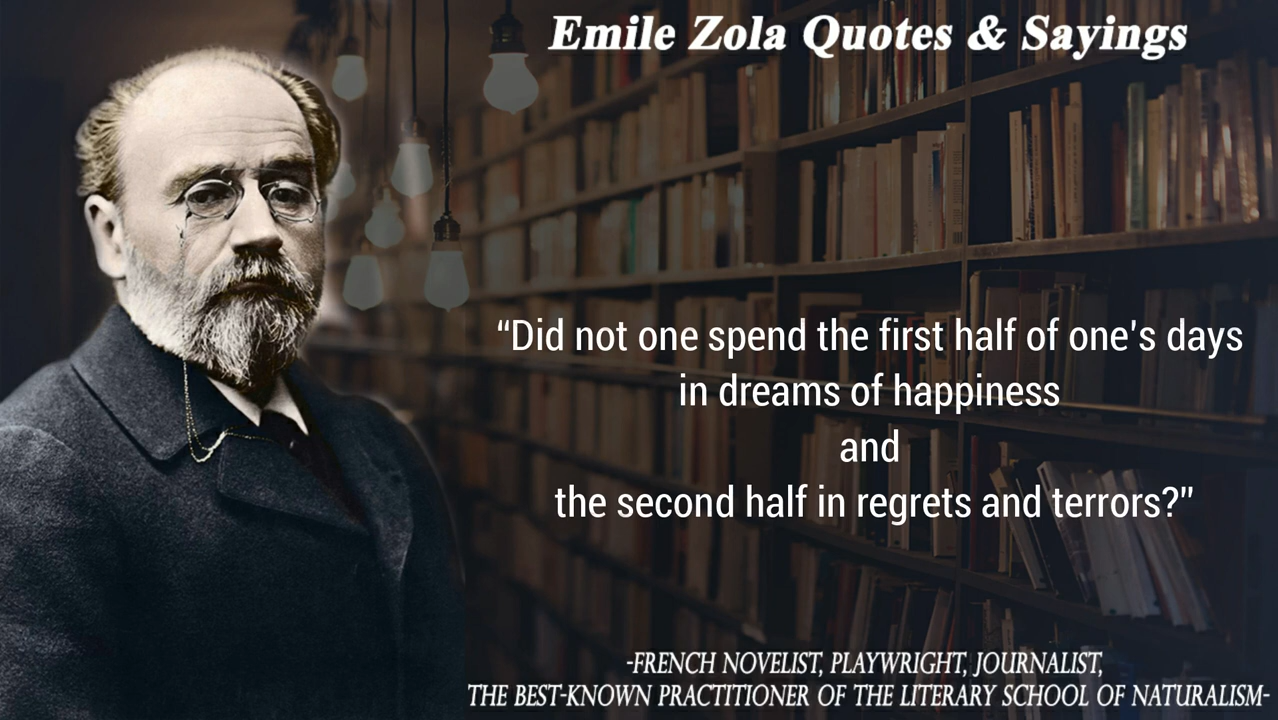 Emile Zola Quotes & Sayings
“Did not one spend the first half of one's days
in dreams of happiness
and
the second half in regrets and terrors?”
-FRENCH NOVELIST, PLAYWRIGHT, JOURNALIST,
THE BEST-KNOWN PRACTITIONER OF THE LITERARY SCHOOL OF NATURALISM-